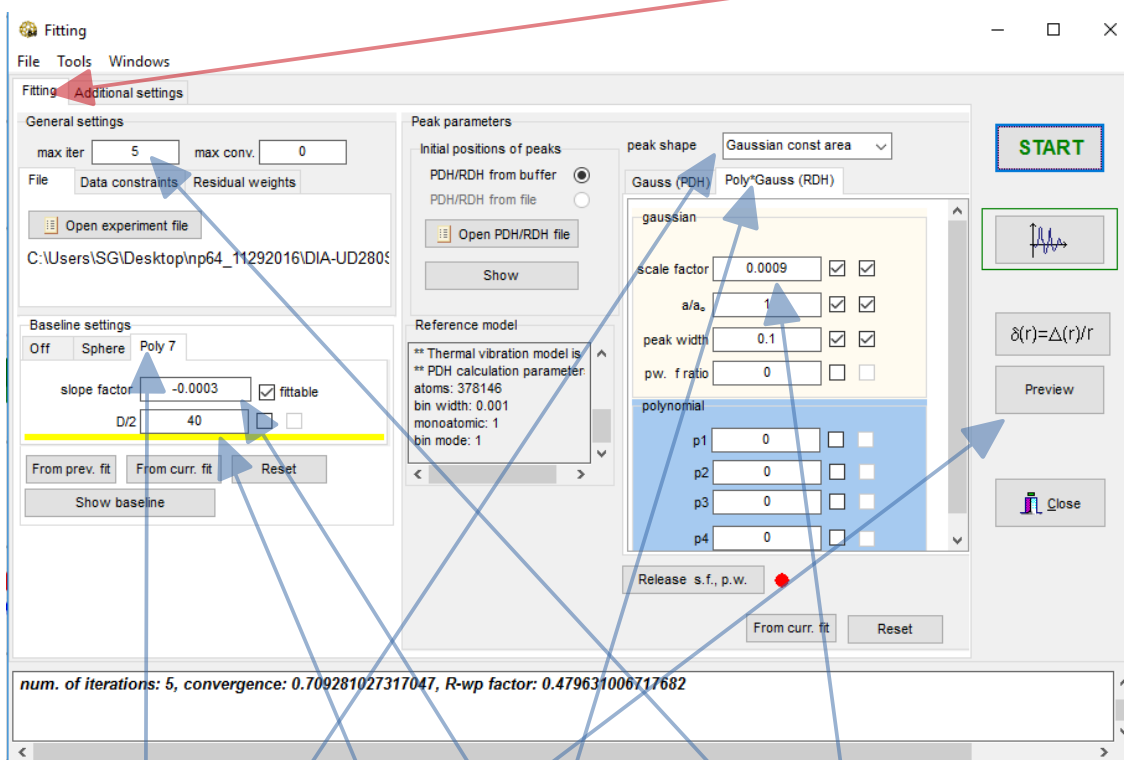 Fitting
File Tools Windows
Fitting Additional settings
General settings
max iter 5 max conv. 0
File Data constraints Residual weights
Open experiment file
C:\Users\SG\Desktop\np64_11292016\DIA-UD280
Baseline settings
Off Sphere Poly 7
slope factor -0.0003 fittable
D/2 40
From prev. fit From curr. fit Reset
Show baseline
Peak parameters
Initial positions of peaks
PDH/RDH from buffer
PDH/RDH from file
Open PDH/RDH file
Show
Reference model
** Thermal vibration model is
** PDH calculation parameter
atoms: 378146
bin width: 0.001
monoatomic: 1
bin mode: 1
peak shape Gaussian const area
Gauss (PDH) Poly*Gauss (RDH)
gaussian
scale factor 0.0009
a/a₀ 1
peak width 0.1
pw. f ratio 0
polynomial
p1 0
p2 0
p3 0
p4 0
Release s.f., p.w.
From curr. fit Reset
START
δ(r)=Δ(r)/r
Preview
Close
num. of iterations: 5, convergence: 0.709281027317047, R-wp factor: 0.479631006717682